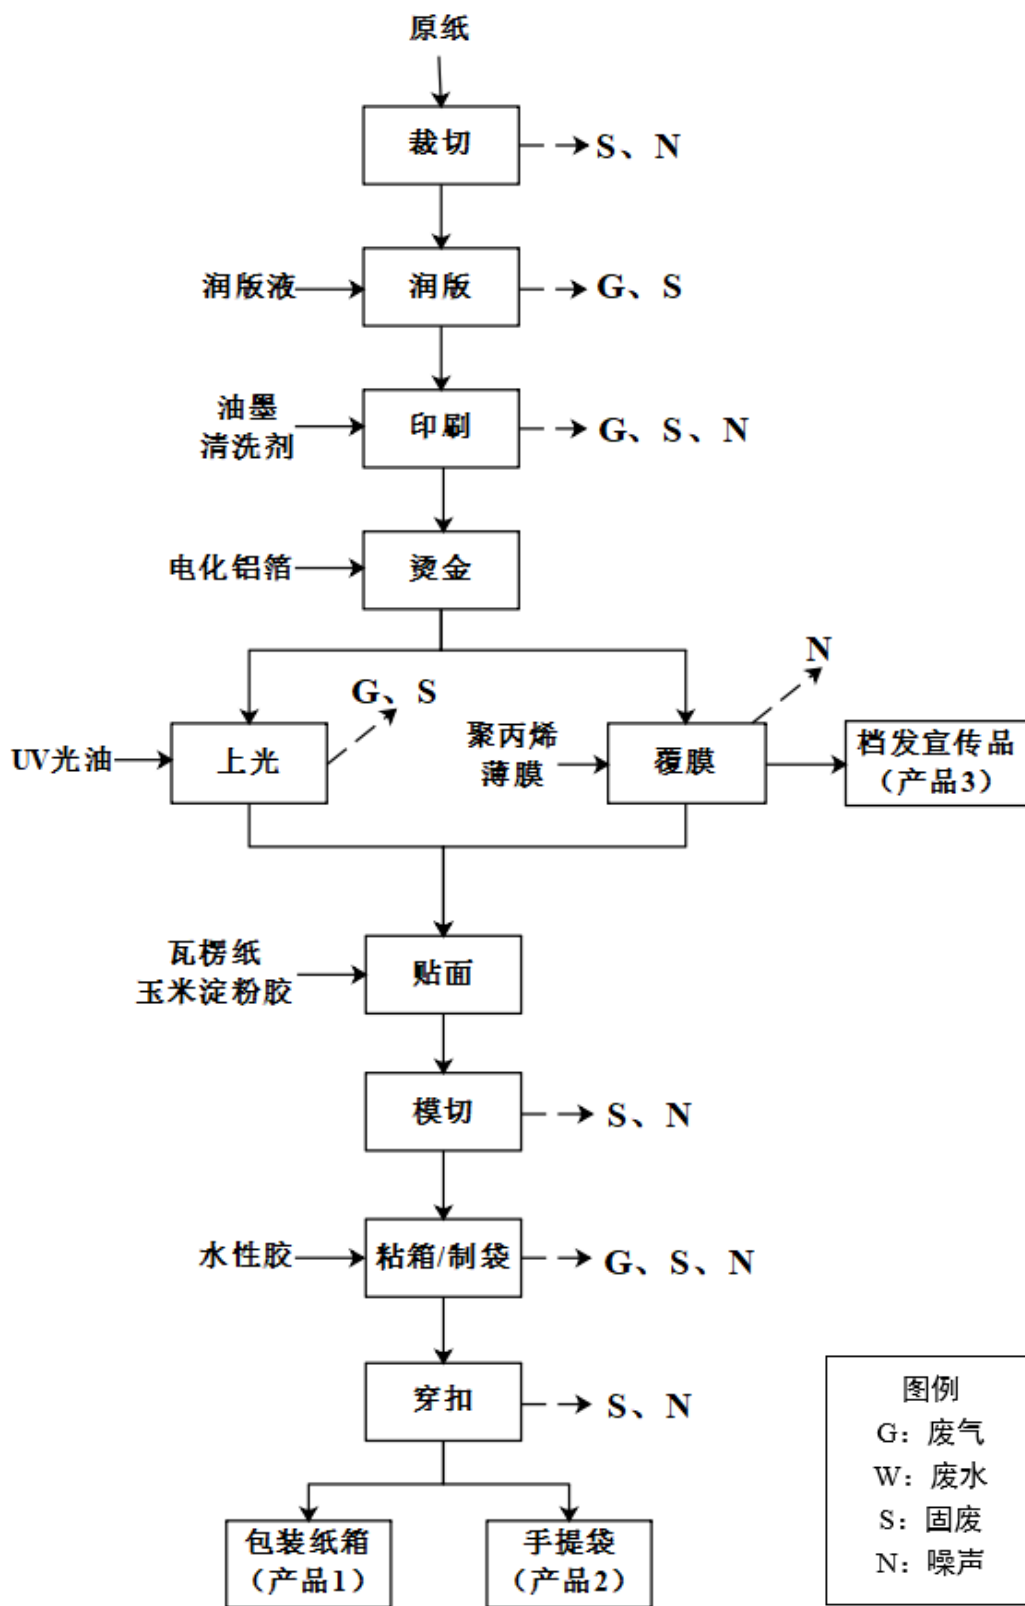 原纸
裁切
S、N
润版液
润版
G、S
油墨
清洗剂
印刷
G、S、N
电化铝箔
烫金
N
G、S
UV光油
上光
聚丙烯
薄膜
覆膜
档发宣传品
（产品3）
瓦楞纸
玉米淀粉胶
贴面
模切
S、N
水性胶
粘箱/制袋
G、S、N
穿扣
S、N
包装纸箱
（产品1）
手提袋
（产品2）
图例
G：废气
W：废水
S：固废
N：噪声